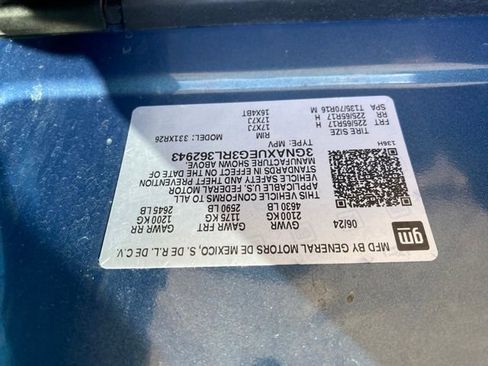 MFD BY GENERAL MOTORS DE MEXICO, S. DE R.L. DE C.V.
gm
06/24 GVWR GAWR FRT GAWR RR
2100 KG 1175 KG 1200 KG
4630 LB 2590 LB 2645 LB
THIS VEHICLE CONFORMS TO ALL
APPLICABLE U.S. FEDERAL MOTOR
VEHICLE SAFETY AND THEFT PREVENTION
STANDARDS IN EFFECT ON THE DATE OF
MANUFACTURE SHOWN ABOVE.
3GNAXUEG3RL362943
TYPE: MPV MODEL: 331XR26
136H
TIRE SIZE RIM
FRT 225/65R17 H 17X7J
RR 225/65R17 H 17X7J
SPA T135/70R16 M 16X4BT